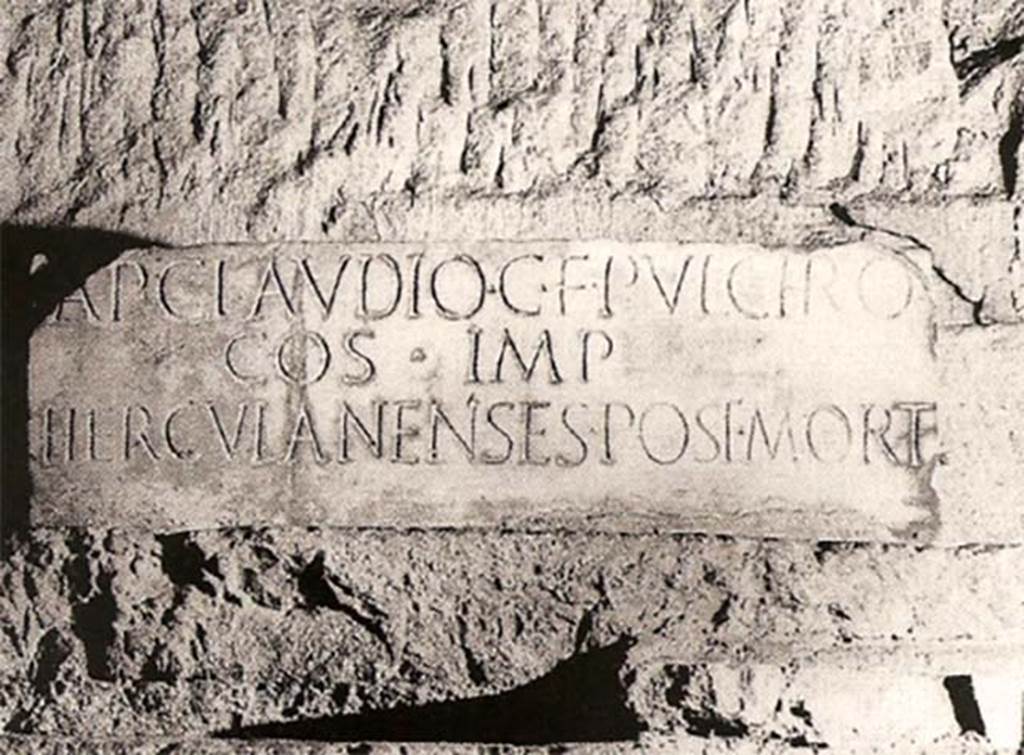 AP·CLAVDIO·C·F·PVLCHRO
COS · IMP
HERCVLANENSES·POST·MORT